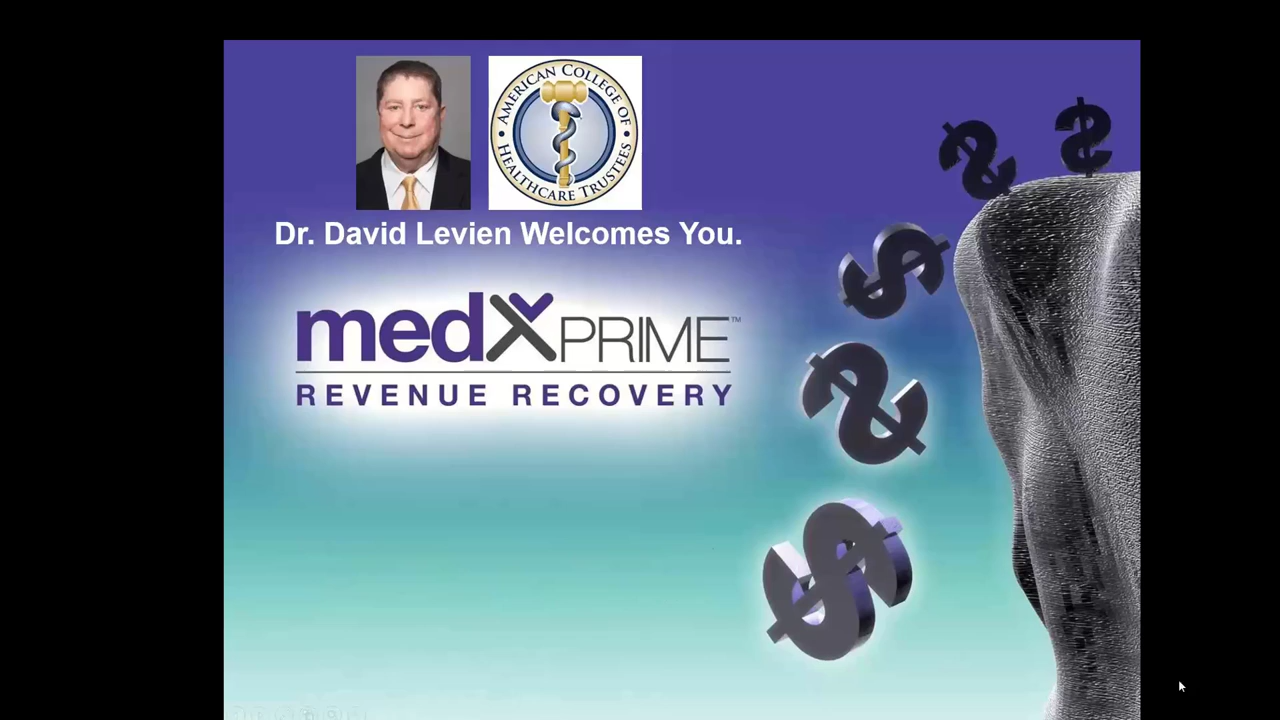 AMERICAN COLLEGE OF
• HEALTHCARE TRUSTEES •
Dr. David Levien Welcomes You.
medXPRIME™
REVENUE RECOVERY